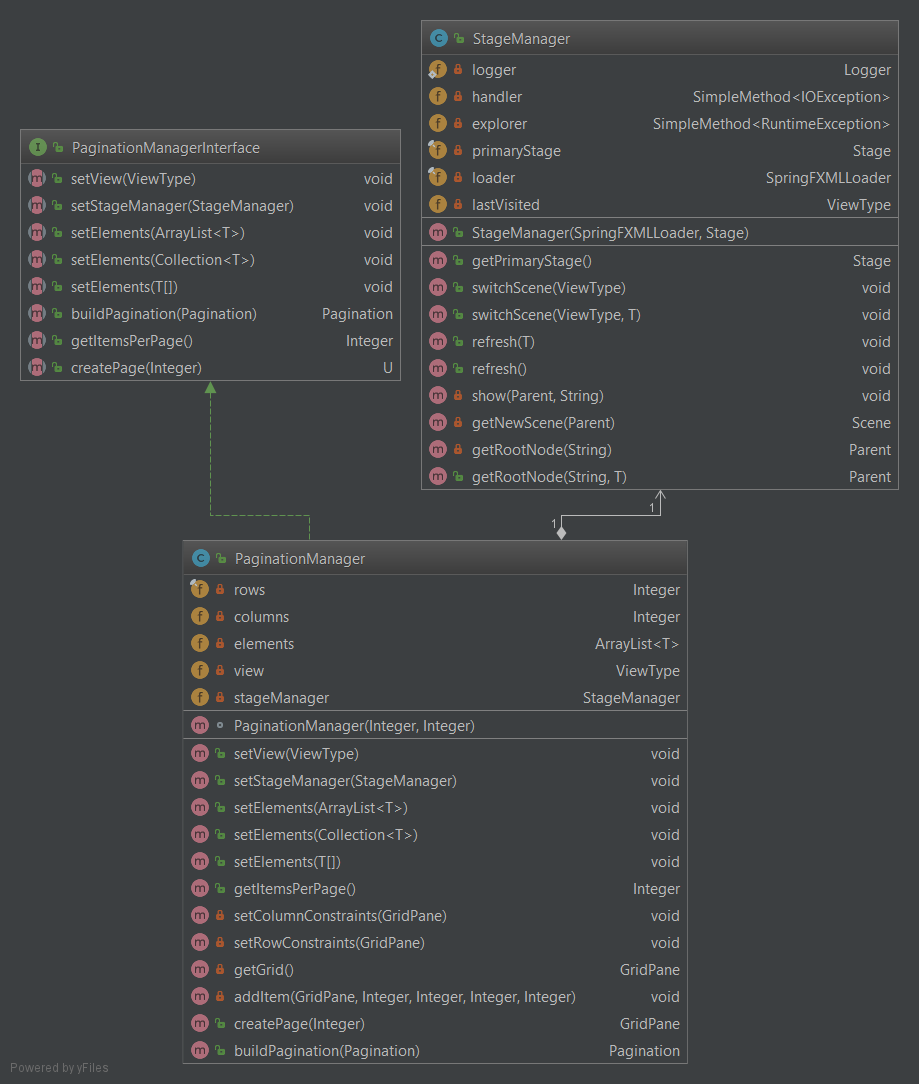 StageManager
logger Logger
handler SimpleMethod<IOException>
explorer SimpleMethod<RuntimeException>
primaryStage Stage
loader SpringFXMLLoader
lastVisited ViewType
StageManager(SpringFXMLLoader, Stage)
getPrimaryStage() Stage
switchScene(ViewType) void
switchScene(ViewType, T) void
refresh(T) void
refresh() void
show(Parent, String) void
getNewScene(Parent) Scene
getRootNode(String) Parent
getRootNode(String, T) Parent
PaginationManagerInterface
setView(ViewType) void
setStageManager(StageManager) void
setElements(ArrayList<T>) void
setElements(Collection<T>) void
setElements(T[]) void
buildPagination(Pagination) Pagination
getItemsPerPage() Integer
createPage(Integer) U
1
1
PaginationManager
rows Integer
columns Integer
elements ArrayList<T>
view ViewType
stageManager StageManager
PaginationManager(Integer, Integer)
setView(ViewType) void
setStageManager(StageManager) void
setElements(ArrayList<T>) void
setElements(Collection<T>) void
setElements(T[]) void
getItemsPerPage() Integer
setColumnConstraints(GridPane) void
setRowConstraints(GridPane) void
getGrid() GridPane
addItem(GridPane, Integer, Integer, Integer, Integer) void
createPage(Integer) GridPane
buildPagination(Pagination) Pagination
Powered by yFiles